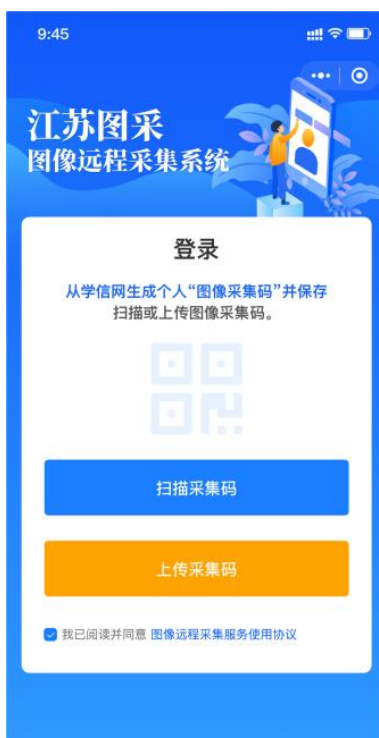 9:45
江苏图采
图像远程采集系统
登录
从学信网生成个人“图像采集码”并保存
扫描或上传图像采集码。
扫描采集码
上传采集码
我已阅读并同意 图像远程采集服务使用协议